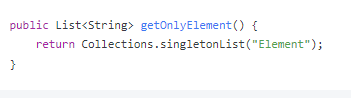 public List<String> getOnlyElement() {
    return Collections.singletonList("Element");
}